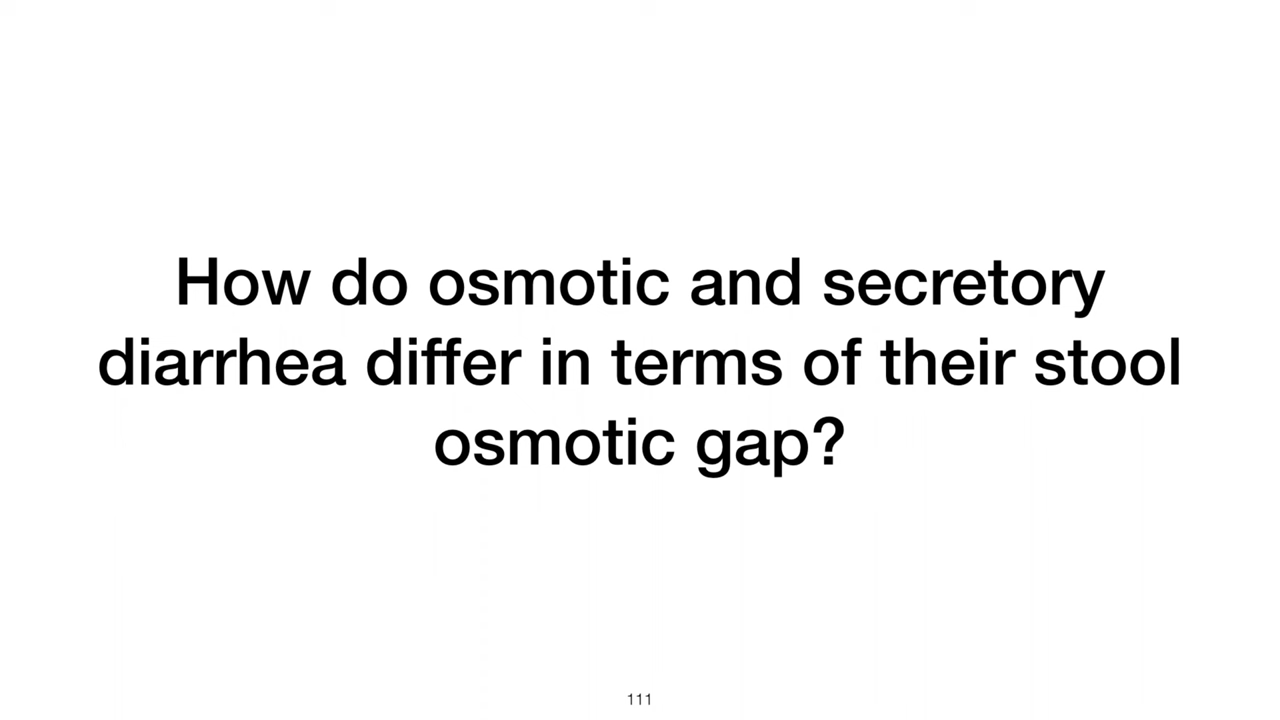 How do osmotic and secretory
diarrhea differ in terms of their stool
osmotic gap?
111